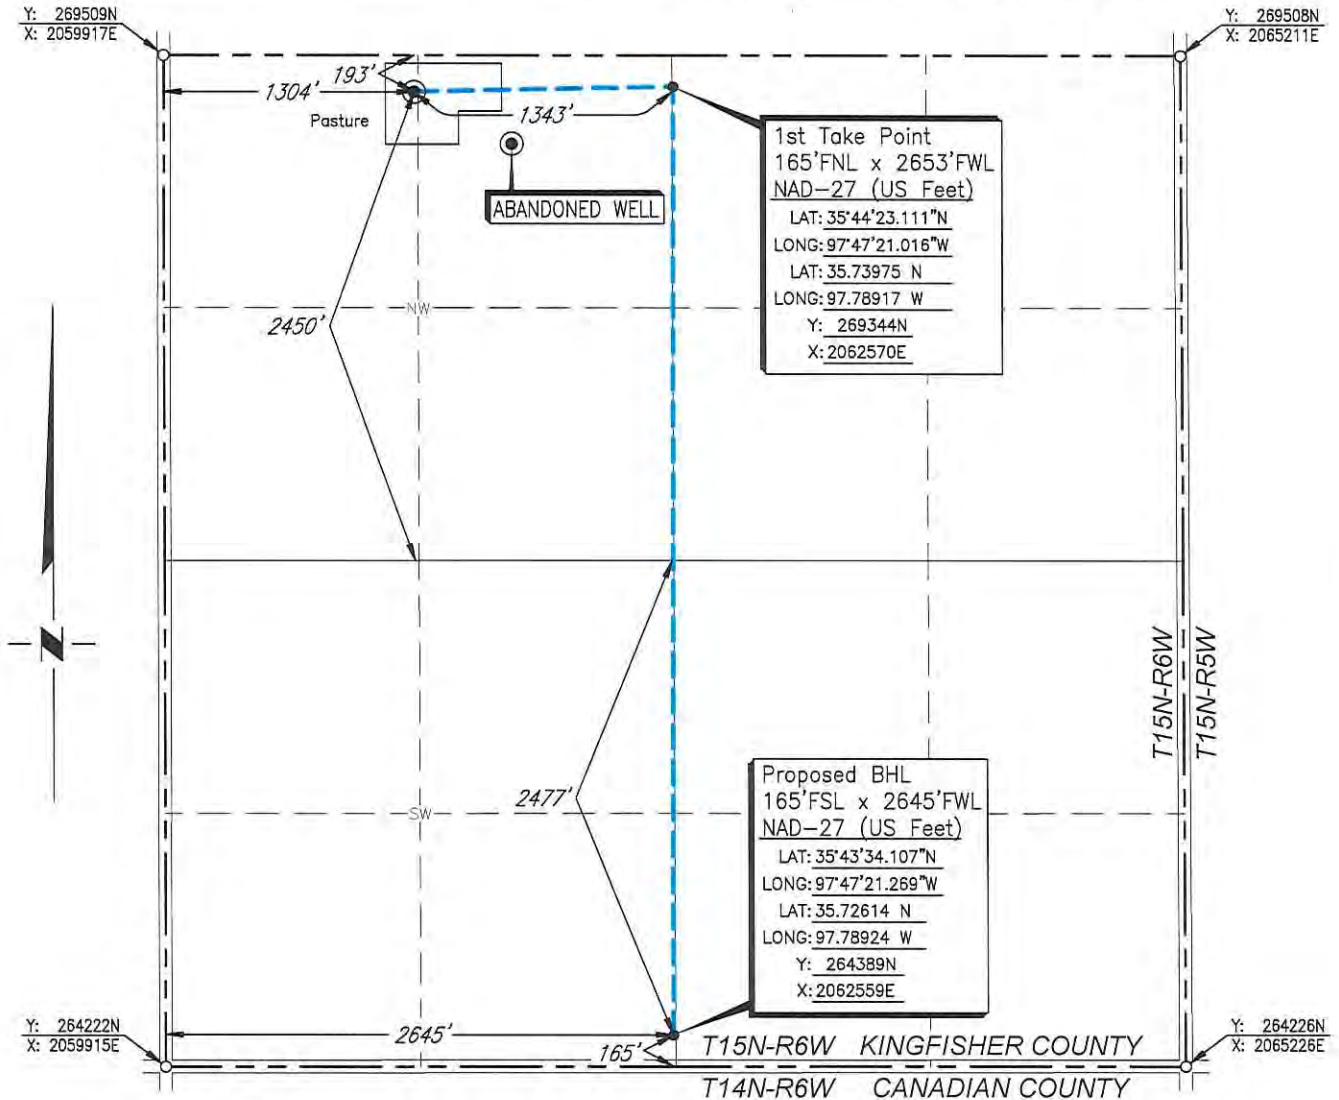 Y: 269509N
X: 2059917E
Y: 269508N
X: 2065211E
193'
1304'
1343'
Pasture
ABANDONED WELL
1st Take Point
165'FNL x 2653'FWL
NAD-27 (US Feet)
LAT: 35°44'23.111"N
LONG: 97°47'21.016"W
LAT: 35.73975 N
LONG: 97.78917 W
Y: 269344N
X: 2062570E
NW
2450'
T15N-R6W
T15N-R5W
N
SW
2477'
Proposed BHL
165'FSL x 2645'FWL
NAD-27 (US Feet)
LAT: 35°43'34.107"N
LONG: 97°47'21.269"W
LAT: 35.72614 N
LONG: 97.78924 W
Y: 264389N
X: 2062559E
Y: 264222N
X: 2059915E
2645'
165'
T15N-R6W KINGFISHER COUNTY
T14N-R6W CANADIAN COUNTY
Y: 264226N
X: 2065226E